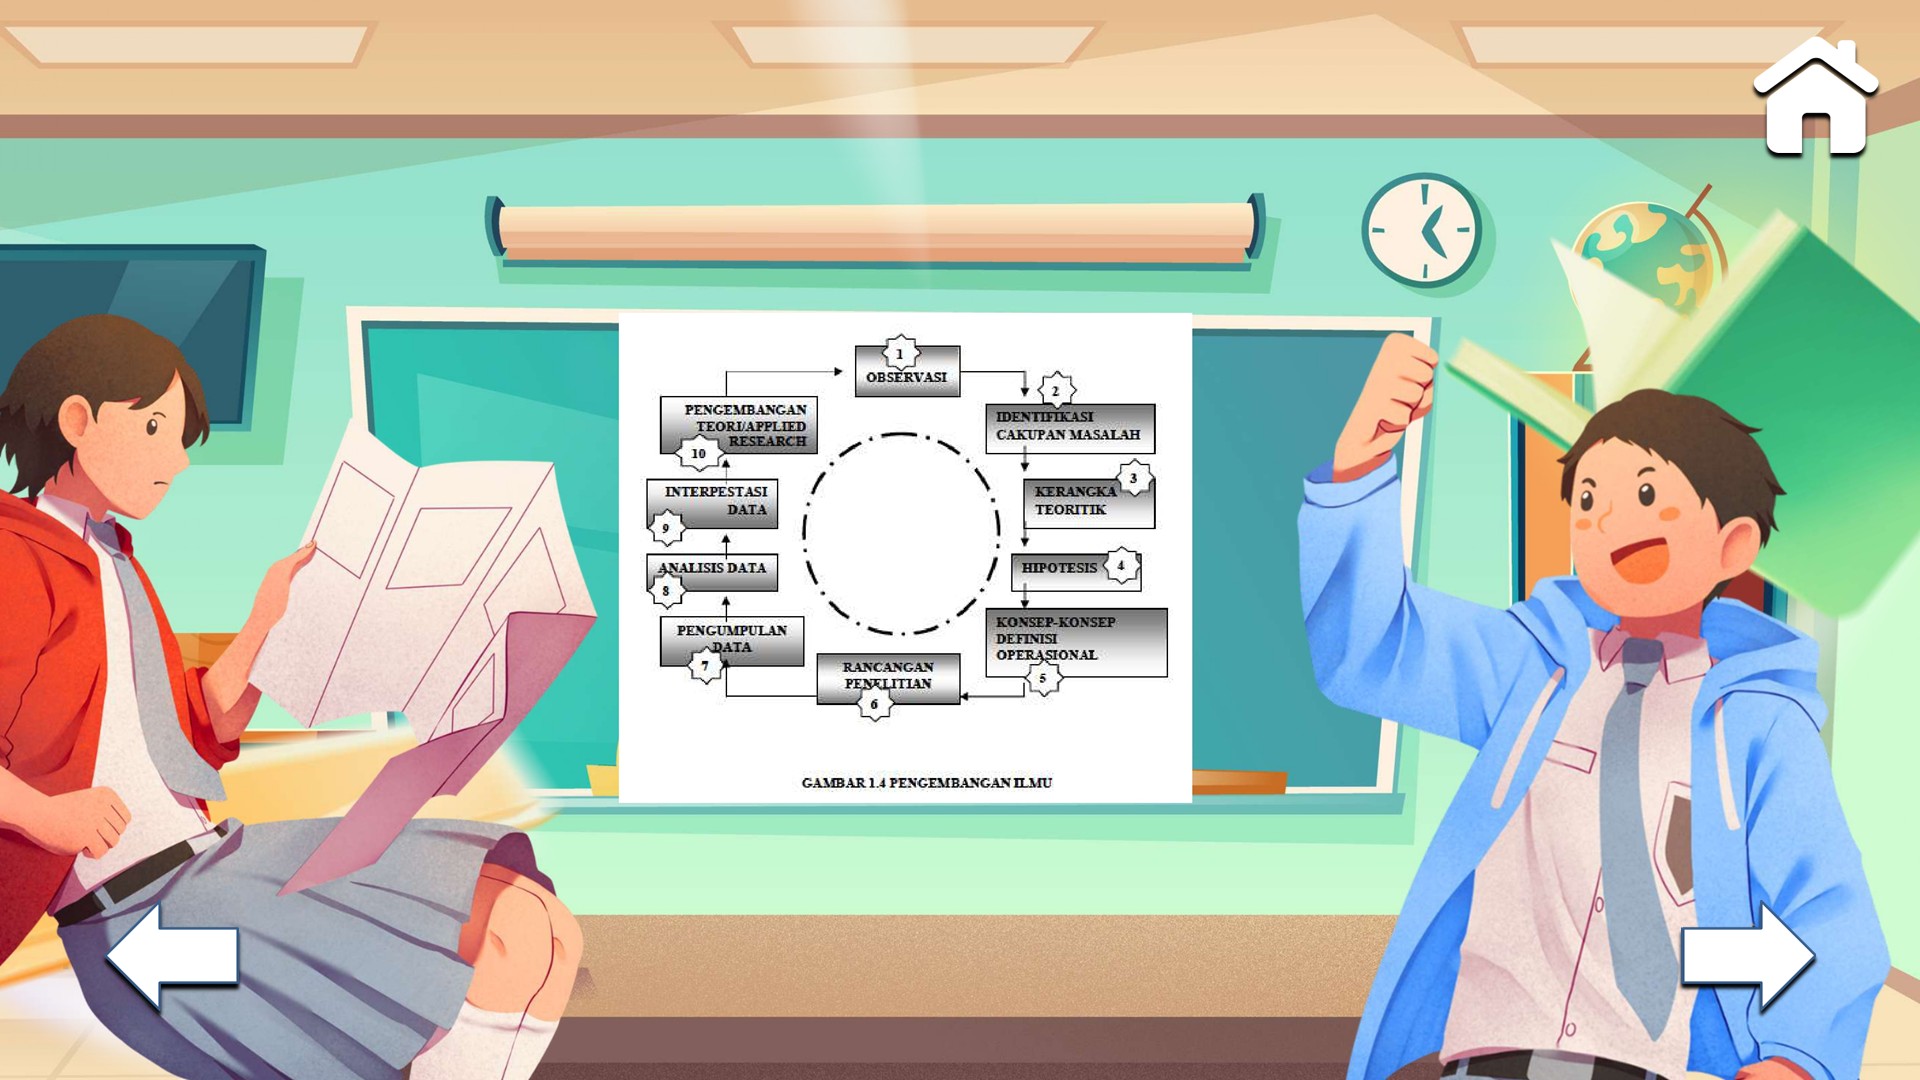 1
OBSERVASI
2
IDENTIFIKASI
CAKUPAN MASALAH
3
KERANGKA
TEORITIK
HIPOTESIS
4
KONSEP-KONSEP
DEFINISI
OPERASIONAL
5
RANCANGAN
PENELITIAN
6
PENGUMPULAN
DATA
7
ANALISIS DATA
8
INTERPESTASI
DATA
9
PENGEMBANGAN
TEORI/APPLIED
RESEARCH
10
GAMBAR 1.4 PENGEMBANGAN ILMU